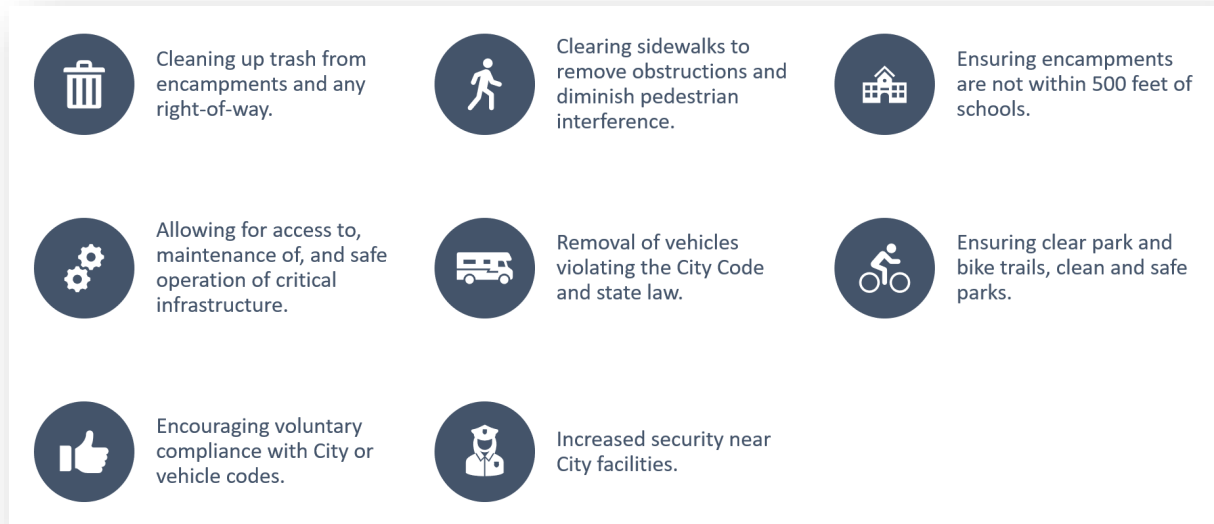 Cleaning up trash from
encampments and any
right-of-way.
Clearing sidewalks to
remove obstructions and
diminish pedestrian
interference.
Ensuring encampments
are not within 500 feet of
schools.
Allowing for access to,
maintenance of, and safe
operation of critical
infrastructure.
Removal of vehicles
violating the City Code
and state law.
Ensuring clear park and
bike trails, clean and safe
parks.
Encouraging voluntary
compliance with City or
vehicle codes.
Increased security near
City facilities.